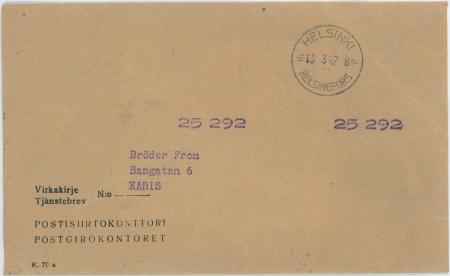 HELSINKI
13. 3.47 8
HELSINGFORS
25 292 25 292
Bröder From
Bangatan 6
KARIS
Virkakirje
Tjänstebrev N:o
POSTISIIRTOKONTTORI
POSTGIROKONTORET
K. 70 a